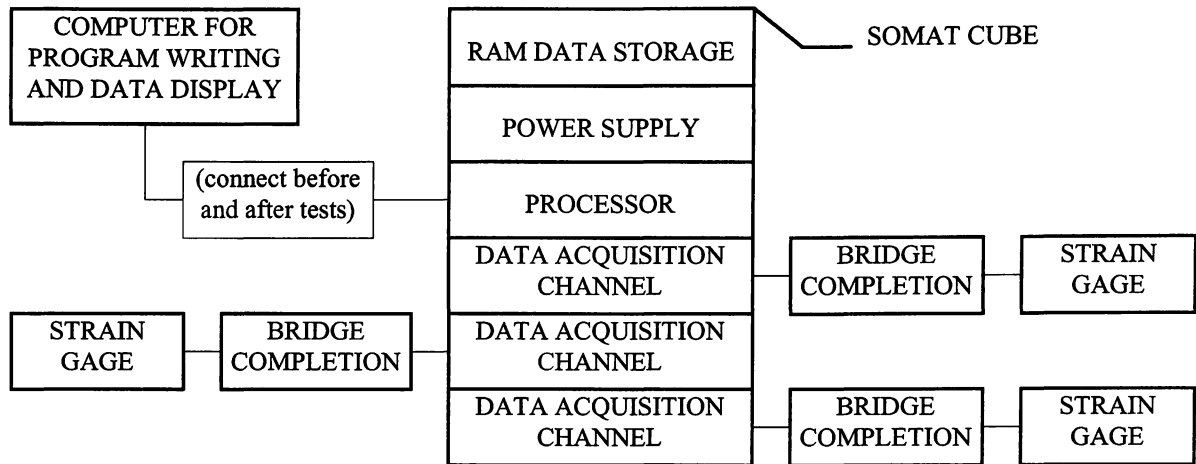 COMPUTER FOR
PROGRAM WRITING
AND DATA DISPLAY
(connect before
and after tests)
RAM DATA STORAGE
SOMAT CUBE
POWER SUPPLY
PROCESSOR
DATA ACQUISITION
CHANNEL
BRIDGE
COMPLETION
STRAIN
GAGE
STRAIN
GAGE
BRIDGE
COMPLETION
DATA ACQUISITION
CHANNEL
DATA ACQUISITION
CHANNEL
BRIDGE
COMPLETION
STRAIN
GAGE